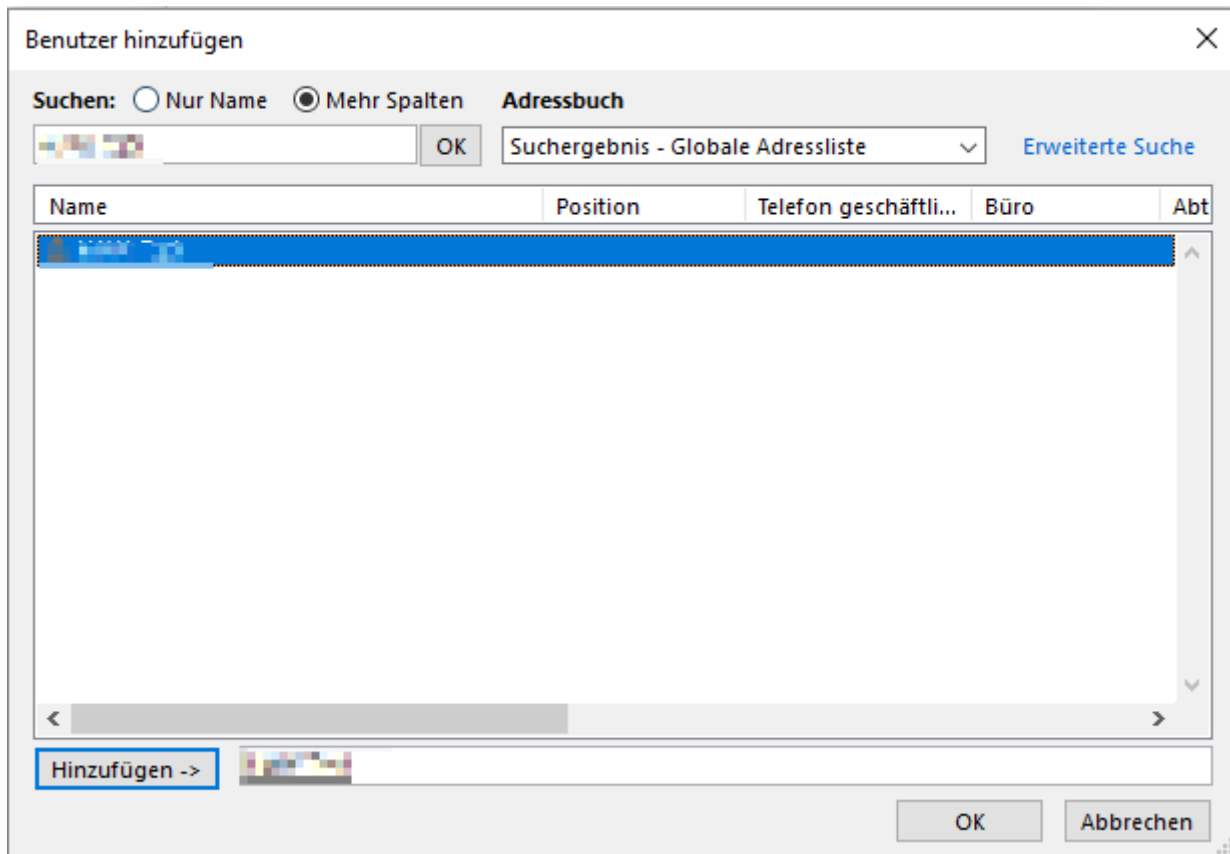 Benutzer hinzufügen
Suchen: Nur Name Mehr Spalten Adressbuch
OK Suchergebnis - Globale Adressliste Erweiterte Suche
Name Position Telefon geschäftli... Büro Abt
Hinzufügen ->
OK Abbrechen